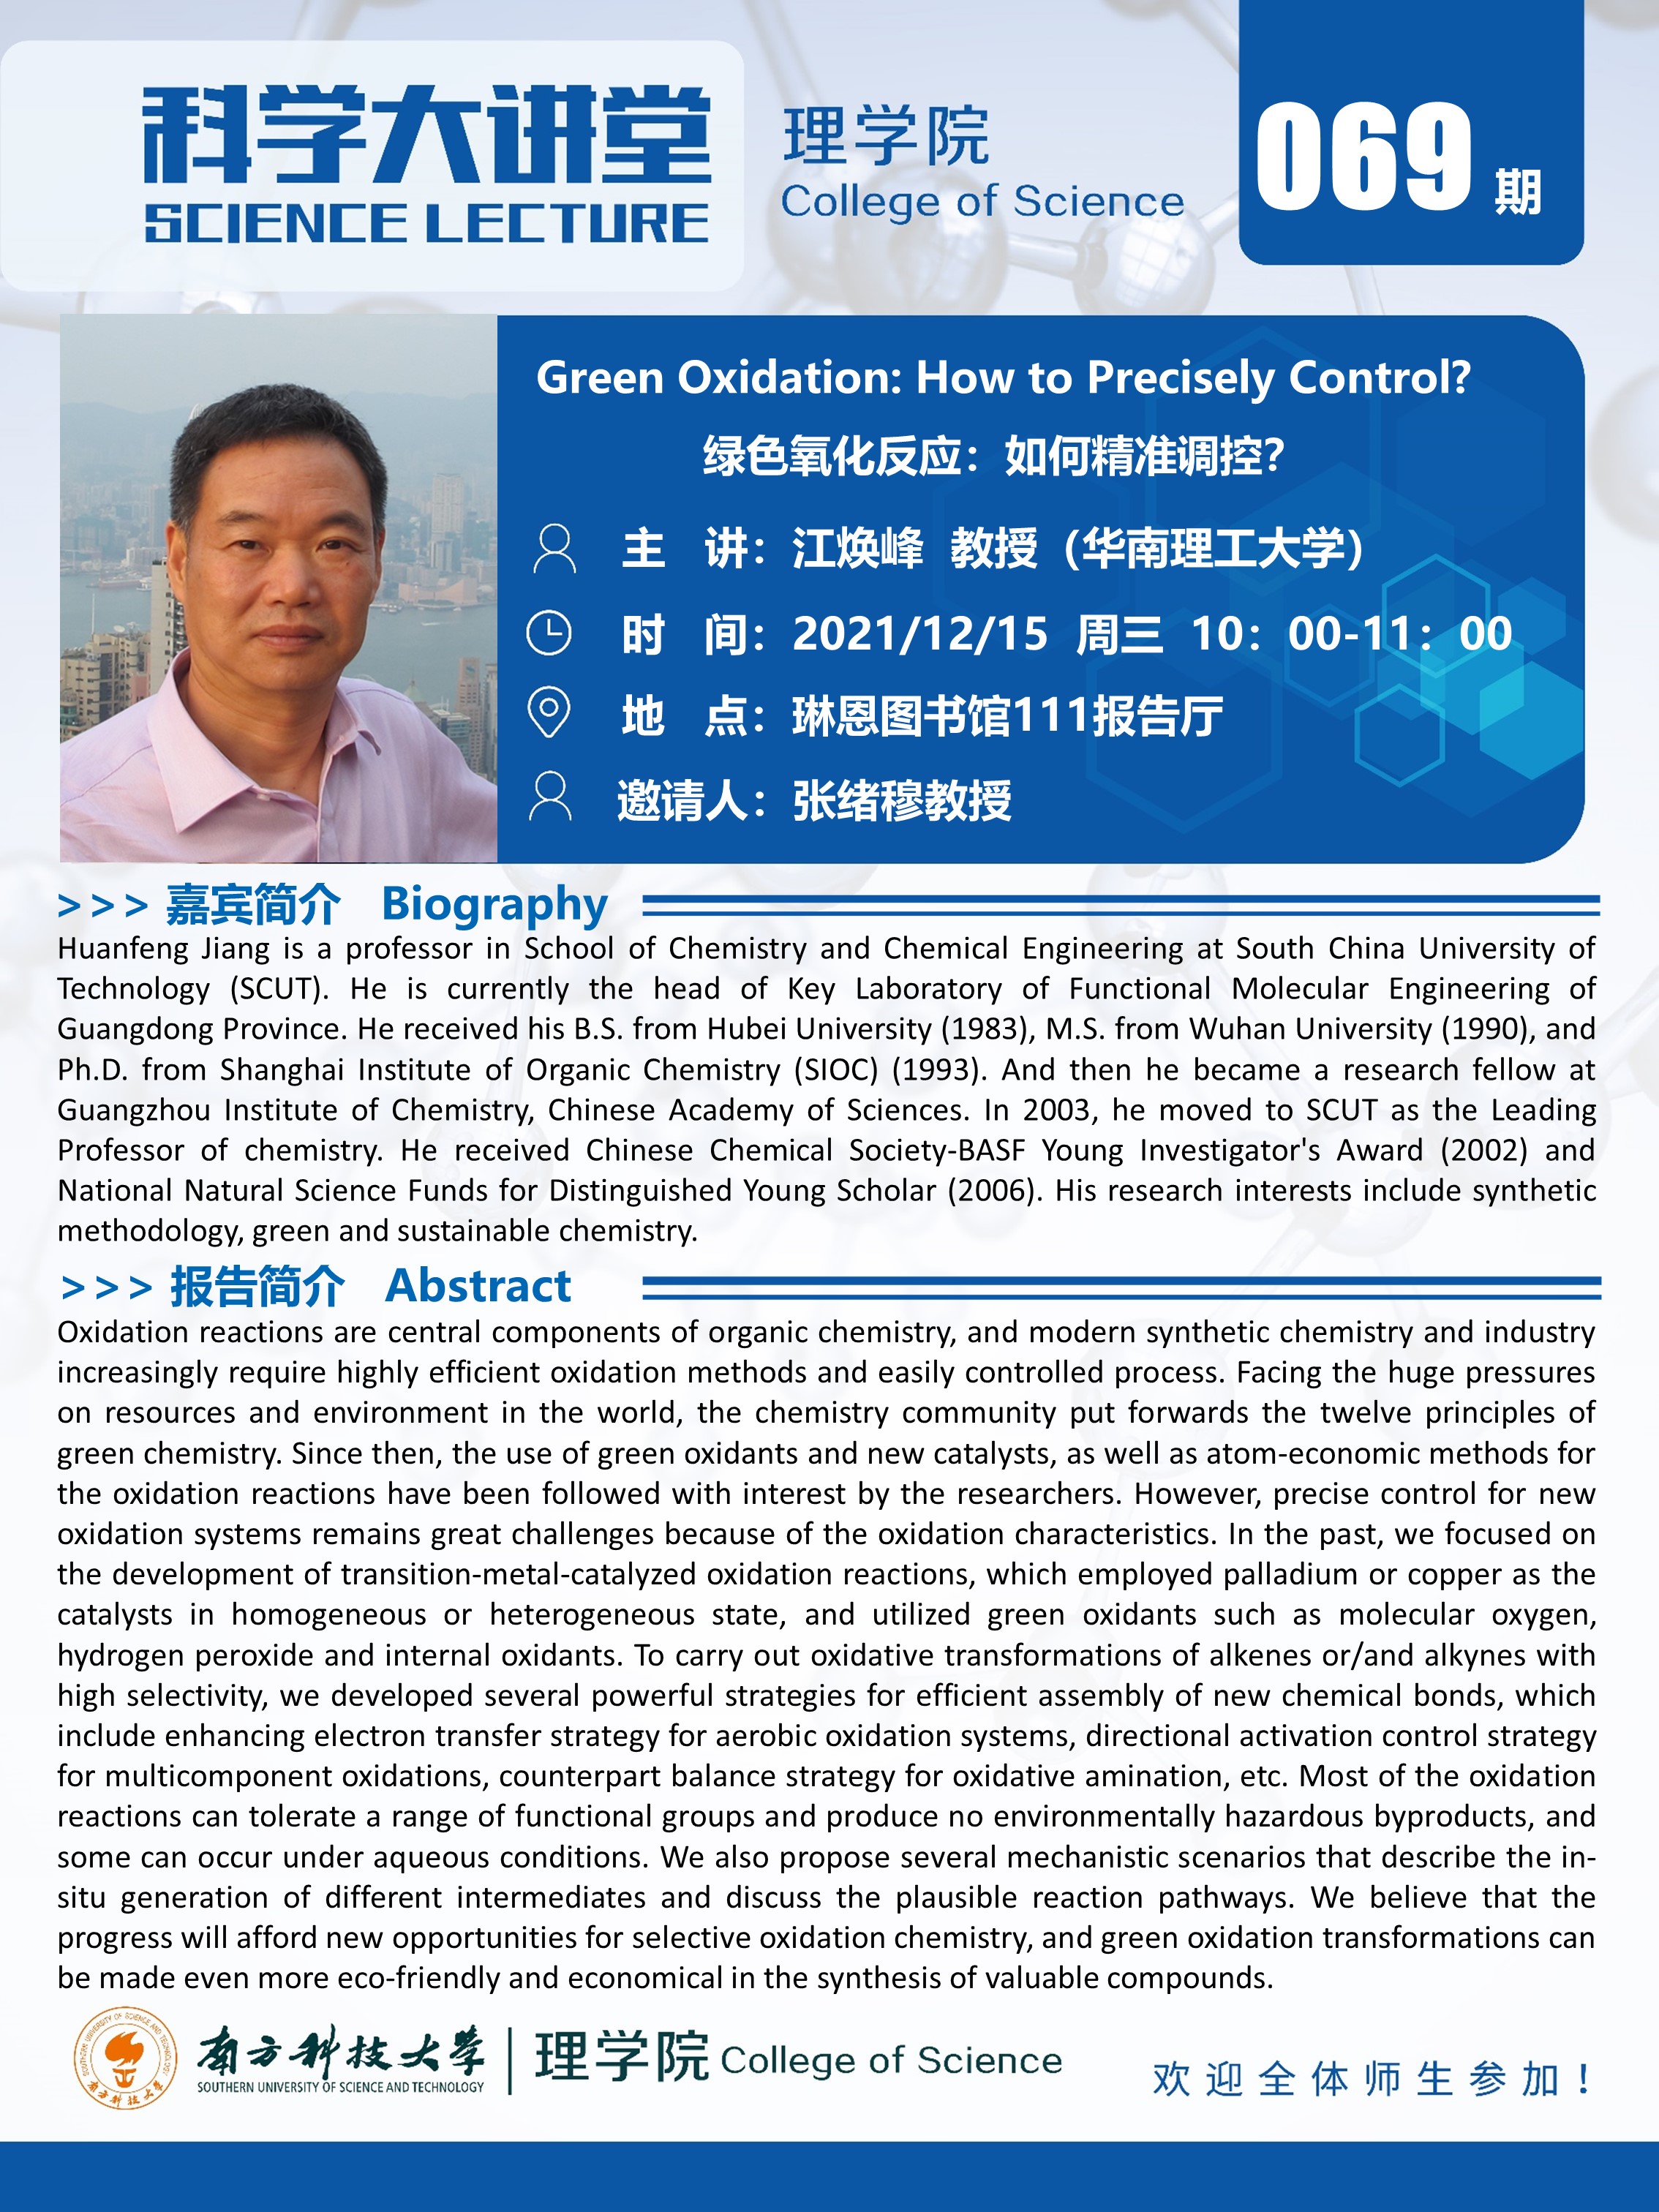 科学大讲堂
SCIENCE LECTURE
理学院
College of Science
069 期
Green Oxidation: How to Precisely Control?
绿色氧化反应：如何精准调控？
主 讲：江焕峰 教授（华南理工大学）
时 间：2021/12/15 周三 10：00-11：00
地 点：琳恩图书馆111报告厅
邀请人：张绪穆教授
>>> 嘉宾简介 Biography
Huanfeng Jiang is a professor in School of Chemistry and Chemical Engineering at South China University of
Technology (SCUT). He is currently the head of Key Laboratory of Functional Molecular Engineering of
Guangdong Province. He received his B.S. from Hubei University (1983), M.S. from Wuhan University (1990), and
Ph.D. from Shanghai Institute of Organic Chemistry (SIOC) (1993). And then he became a research fellow at
Guangzhou Institute of Chemistry, Chinese Academy of Sciences. In 2003, he moved to SCUT as the Leading
Professor of chemistry. He received Chinese Chemical Society-BASF Young Investigator's Award (2002) and
National Natural Science Funds for Distinguished Young Scholar (2006). His research interests include synthetic
methodology, green and sustainable chemistry.
>>> 报告简介 Abstract
Oxidation reactions are central components of organic chemistry, and modern synthetic chemistry and industry
increasingly require highly efficient oxidation methods and easily controlled process. Facing the huge pressures
on resources and environment in the world, the chemistry community put forwards the twelve principles of
green chemistry. Since then, the use of green oxidants and new catalysts, as well as atom-economic methods for
the oxidation reactions have been followed with interest by the researchers. However, precise control for new
oxidation systems remains great challenges because of the oxidation characteristics. In the past, we focused on
the development of transition-metal-catalyzed oxidation reactions, which employed palladium or copper as the
catalysts in homogeneous or heterogeneous state, and utilized green oxidants such as molecular oxygen,
hydrogen peroxide and internal oxidants. To carry out oxidative transformations of alkenes or/and alkynes with
high selectivity, we developed several powerful strategies for efficient assembly of new chemical bonds, which
include enhancing electron transfer strategy for aerobic oxidation systems, directional activation control strategy
for multicomponent oxidations, counterpart balance strategy for oxidative amination, etc. Most of the oxidation
reactions can tolerate a range of functional groups and produce no environmentally hazardous byproducts, and
some can occur under aqueous conditions. We also propose several mechanistic scenarios that describe the in-
situ generation of different intermediates and discuss the plausible reaction pathways. We believe that the
progress will afford new opportunities for selective oxidation chemistry, and green oxidation transformations can
be made even more eco-friendly and economical in the synthesis of valuable compounds.
SOUTHERN UNIVERSITY OF SCIENCE AND TECHNOLOGY
南方科技大学
南方科技大学
SOUTHERN UNIVERSITY OF SCIENCE AND TECHNOLOGY
理学院 College of Science
欢迎全体师生参加！